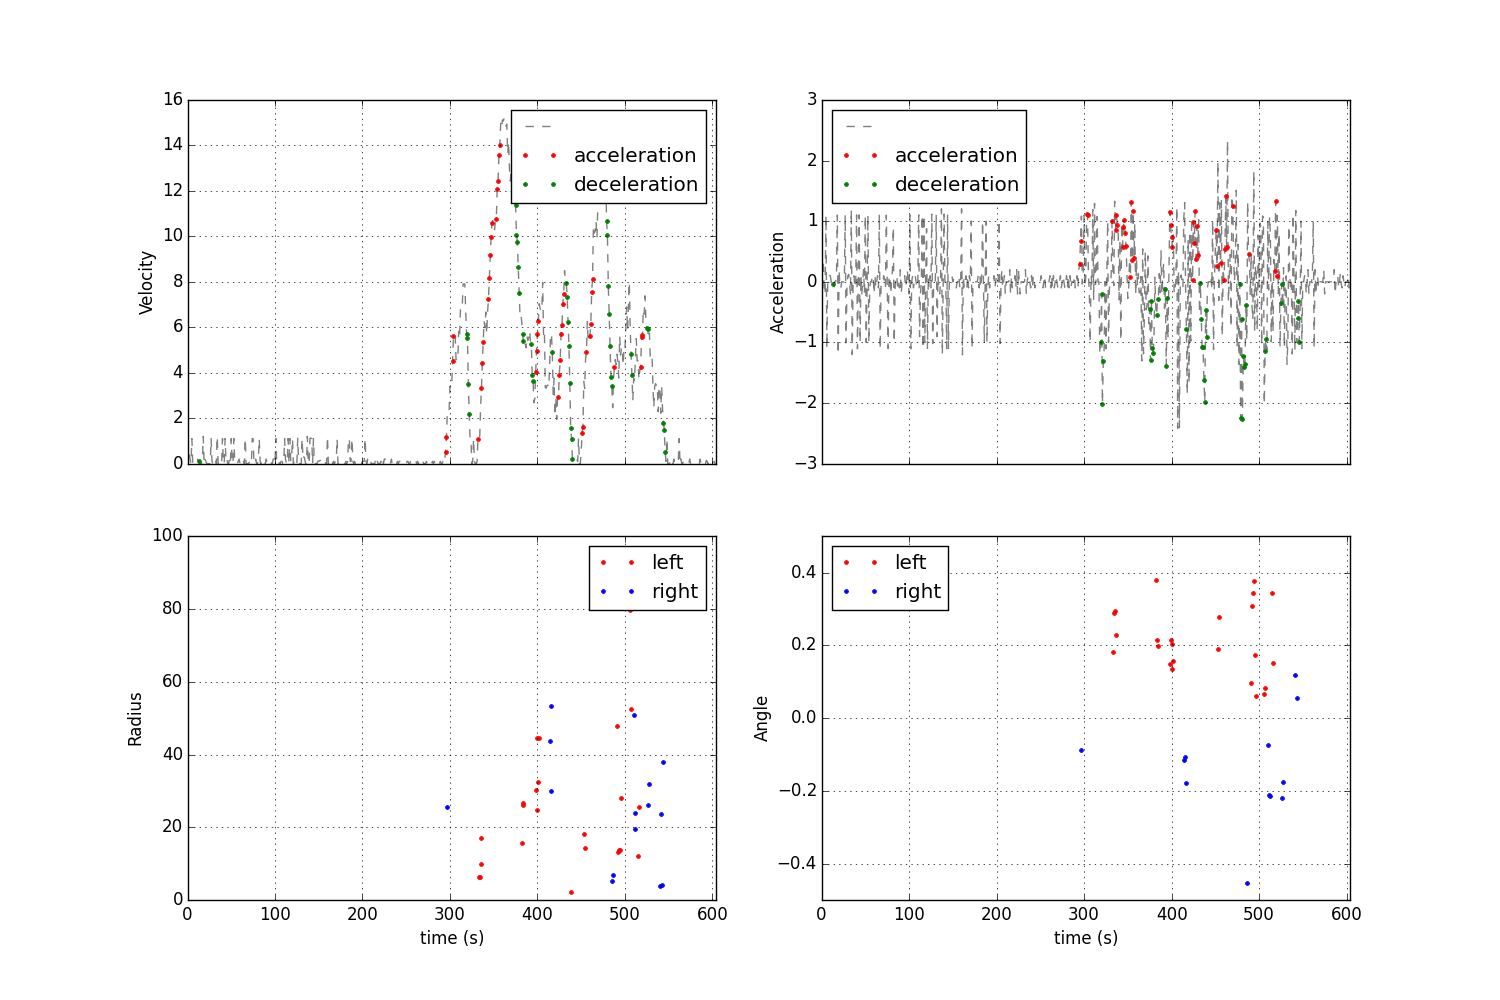 16
14
12
10
8
6
4
2
0
Velocity
acceleration
deceleration
3
2
1
0
−1
−2
−3
Acceleration
acceleration
deceleration
100
80
60
40
20
0
Radius
left
right
0 100 200 300 400 500 600
time (s)
0.4
0.2
0.0
−0.2
−0.4
Angle
left
right
0 100 200 300 400 500 600
time (s)